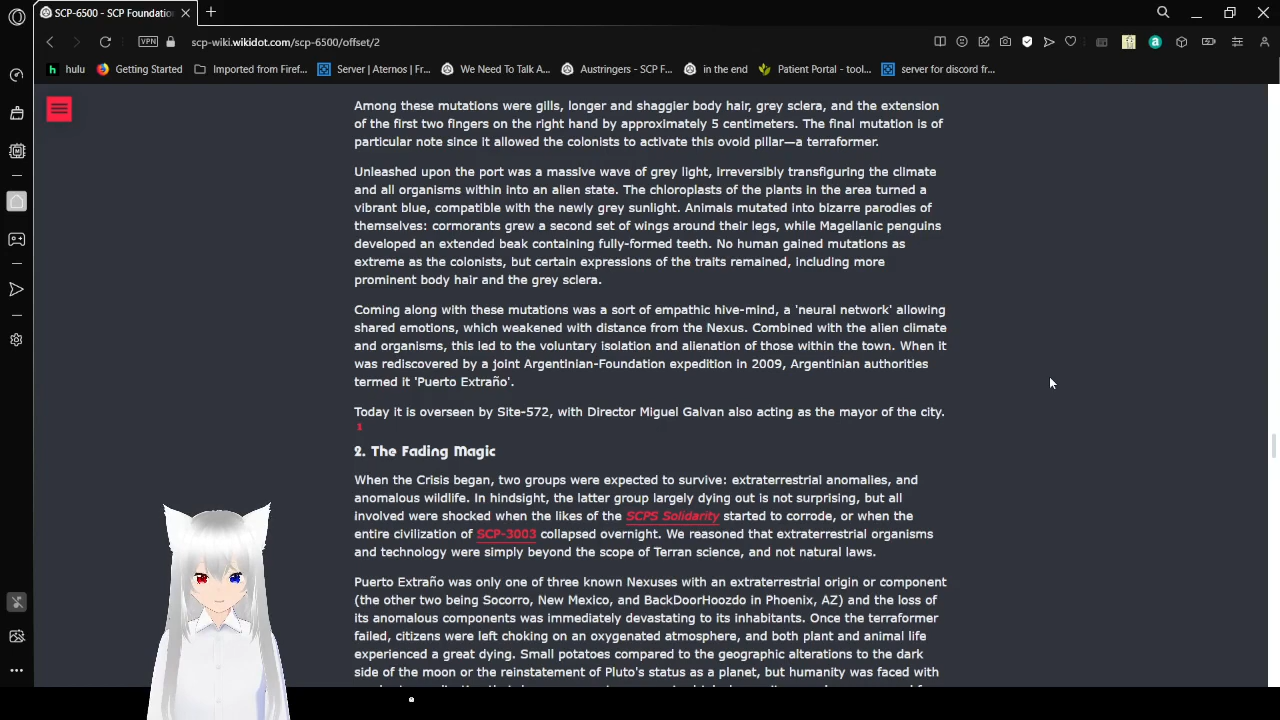 SCP-6500 - SCP Foundatio
scp-wiki.wikidot.com/scp-6500/offset/2
VPN
hulu
Getting Started
Imported from Firef...
Server | Aternos | Fr...
We Need To Talk A...
Austringers - SCP F...
in the end
Patient Portal - tool...
server for discord fr...
Among these mutations were gills, longer and shaggier body hair, grey sclera, and the extension
of the first two fingers on the right hand by approximately 5 centimeters. The final mutation is of
particular note since it allowed the colonists to activate this ovoid pillar—a terraformer.
Unleashed upon the port was a massive wave of grey light, irreversibly transfiguring the climate
and all organisms within into an alien state. The chloroplasts of the plants in the area turned a
vibrant blue, compatible with the newly grey sunlight. Animals mutated into bizarre parodies of
themselves: cormorants grew a second set of wings around their legs, while Magellanic penguins
developed an extended beak containing fully-formed teeth. No human gained mutations as
extreme as the colonists, but certain expressions of the traits remained, including more
prominent body hair and the grey sclera.
Coming along with these mutations was a sort of empathic hive-mind, a 'neural network' allowing
shared emotions, which weakened with distance from the Nexus. Combined with the alien climate
and organisms, this led to the voluntary isolation and alienation of those within the town. When it
was rediscovered by a joint Argentinian-Foundation expedition in 2009, Argentinian authorities
termed it 'Puerto Extraño'.
Today it is overseen by Site-572, with Director Miguel Galvan also acting as the mayor of the city.
1
2. The Fading Magic
When the Crisis began, two groups were expected to survive: extraterrestrial anomalies, and
anomalous wildlife. In hindsight, the latter group largely dying out is not surprising, but all
involved were shocked when the likes of the SCPS Solidarity started to corrode, or when the
entire civilization of SCP-3003 collapsed overnight. We reasoned that extraterrestrial organisms
and technology were simply beyond the scope of Terran science, and not natural laws.
Puerto Extraño was only one of three known Nexuses with an extraterrestrial origin or component
(the other two being Socorro, New Mexico, and BackDoorHoozdo in Phoenix, AZ) and the loss of
its anomalous components was immediately devastating to its inhabitants. Once the terraformer
failed, citizens were left choking on an oxygenated atmosphere, and both plant and animal life
experienced a great dying. Small potatoes compared to the geographic alterations to the dark
side of the moon or the reinstatement of Pluto's status as a planet, but humanity was faced with